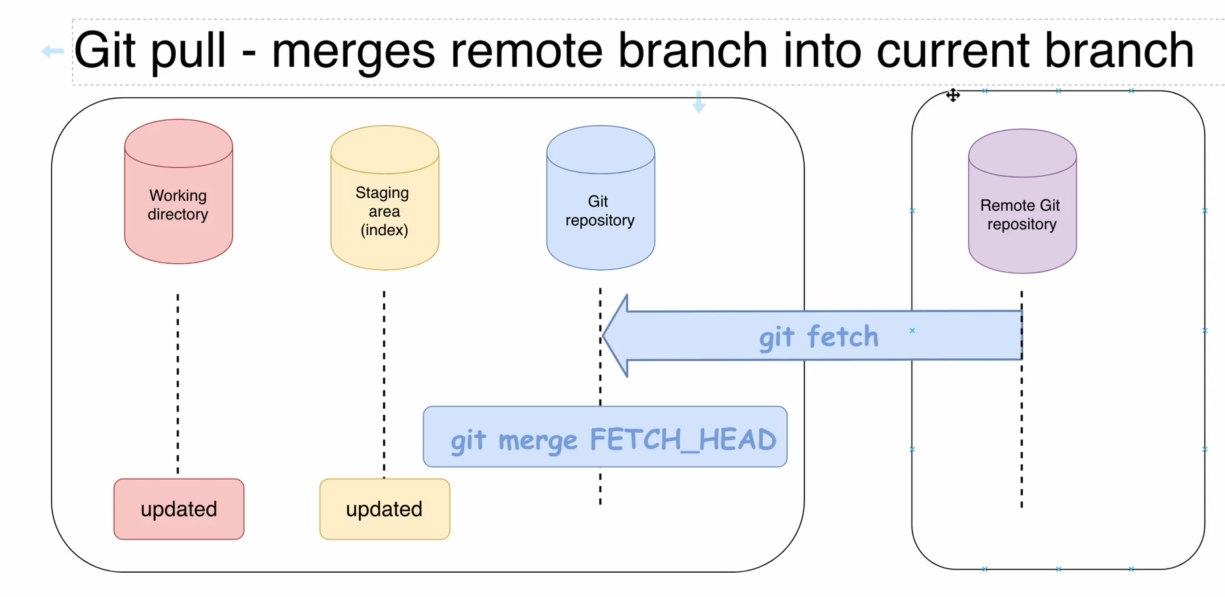 Git pull - merges remote branch into current branch
Working
directory
Staging
area
(index)
Git
repository
Remote Git
repository
git fetch
git merge FETCH_HEAD
updated
updated